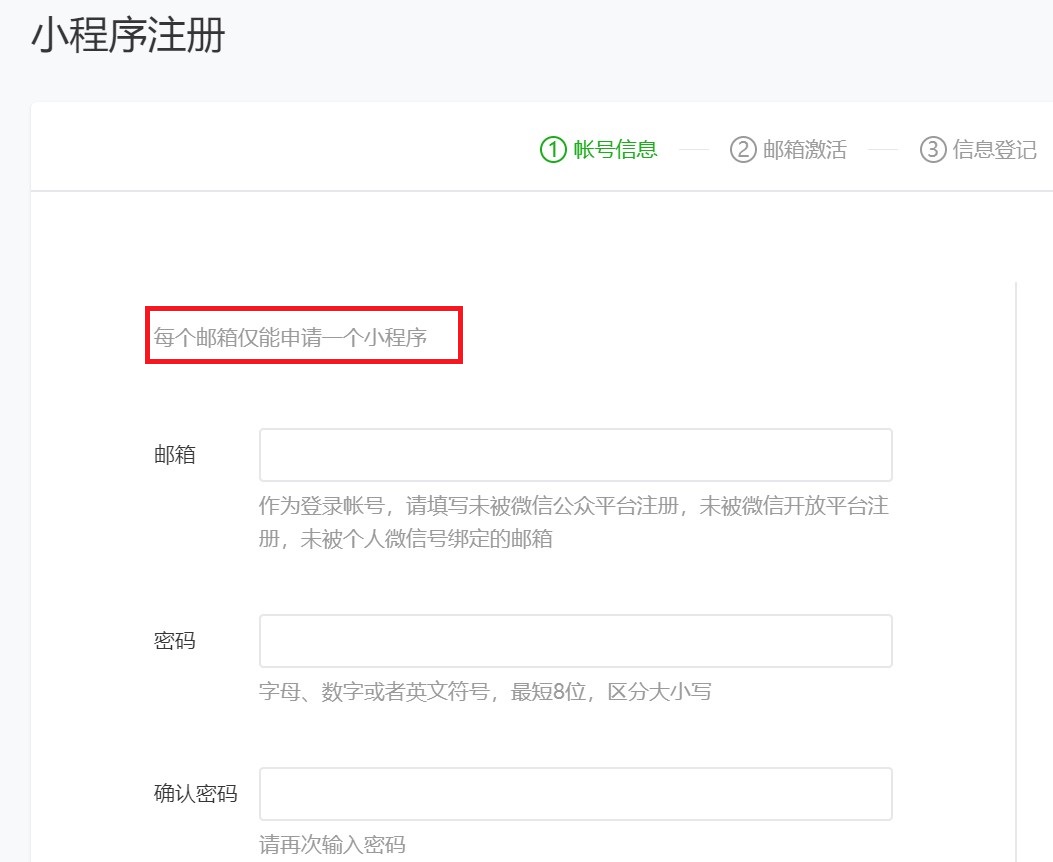 小程序注册
①帐号信息 ②邮箱激活 ③信息登记
每个邮箱仅能申请一个小程序
邮箱
作为登录帐号，请填写未被微信公众平台注册，未被微信开放平台注
册，未被个人微信号绑定的邮箱
密码
字母、数字或者英文符号，最短8位，区分大小写
确认密码
请再次输入密码